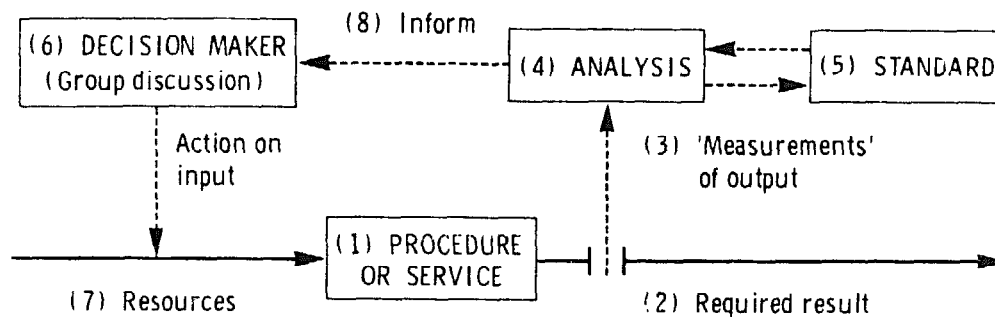 (8) Inform
(6) DECISION MAKER
(Group discussion)
(4) ANALYSIS
(5) STANDARD
Action on
input
(3) 'Measurements'
of output
(1) PROCEDURE
OR SERVICE
(7) Resources
(2) Required result